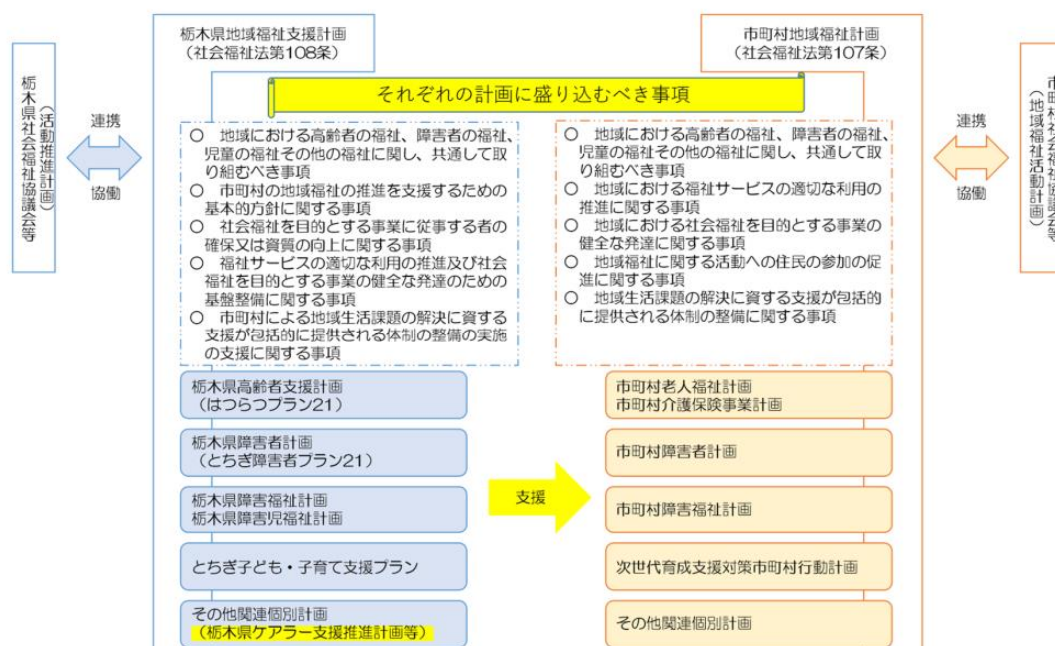 栃木県地域福祉支援計画
（社会福祉法第108条）
市町村地域福祉計画
（社会福祉法第107条）
それぞれの計画に盛り込むべき事項
栃木県社会福祉協議会等
（活動推進計画）
連携
協働
○　地域における高齢者の福祉、障害者の福祉、
児童の福祉その他の福祉に関し、共通して取
り組むべき事項
○　市町村の地域福祉の推進を支援するための
基本的方針に関する事項
○　社会福祉を目的とする事業に従事する者の
確保又は資質の向上に関する事項
○　福祉サービスの適切な利用の推進及び社会
福祉を目的とする事業の健全な発達のための
基盤整備に関する事項
○　市町村による地域生活課題の解決に資する
支援が包括的に提供される体制の整備の実施
の支援に関する事項
○　地域における高齢者の福祉、障害者の福祉、
児童の福祉その他の福祉に関し、共通して取
り組むべき事項
○　地域における福祉サービスの適切な利用の
推進に関する事項
○　地域における社会福祉を目的とする事業の
健全な発達に関する事項
○　地域福祉に関する活動への住民の参加の促
進に関する事項
○　地域生活課題の解決に資する支援が包括的
に提供される体制の整備に関する事項
連携
協働
市町村社会福祉協議会等
（地域福祉活動計画）
栃木県高齢者支援計画
（はつらつプラン21）
栃木県障害者計画
（とちぎ障害者プラン21）
栃木県障害福祉計画
栃木県障害児福祉計画
とちぎ子ども・子育て支援プラン
その他関連個別計画
（栃木県ケアラー支援推進計画等）
支援
市町村老人福祉計画
市町村介護保険事業計画
市町村障害者計画
市町村障害福祉計画
次世代育成支援対策市町村行動計画
その他関連個別計画